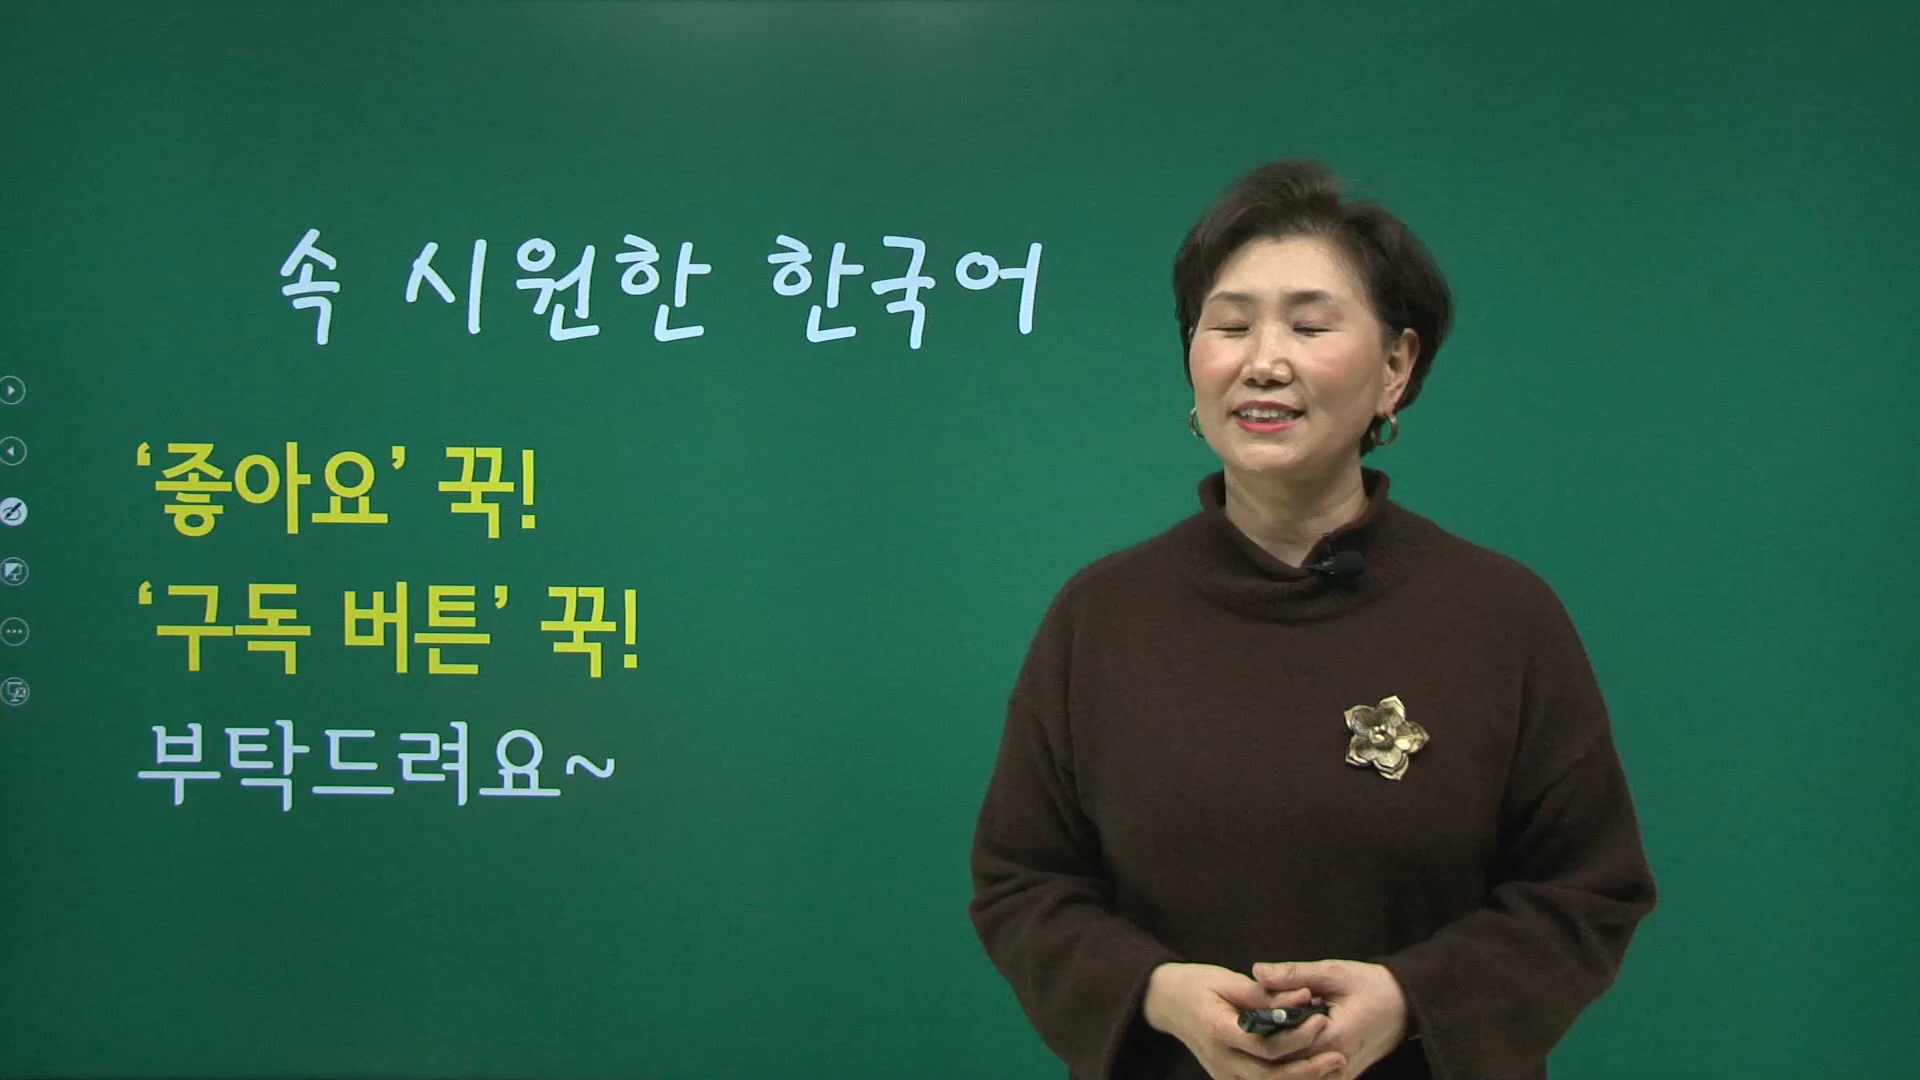 속 시원한 한국어
‘좋아요’ 꾹!
‘구독 버튼’ 꾹!
부탁드려요~